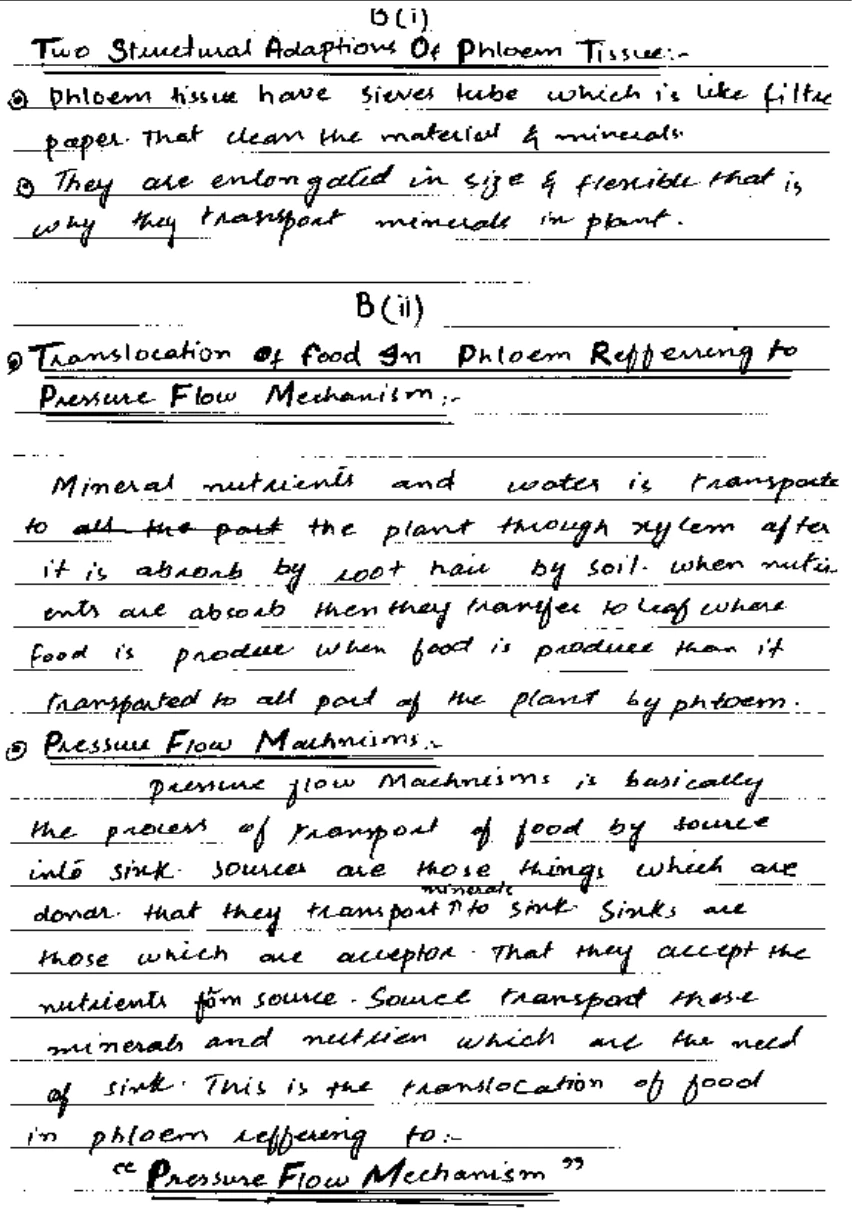 B(i)
Two Structural Adaptions Of Phloem Tissue:-
phloem tissue have sieves tube which is like filtre
paper. That clean the material & minerals.
They are enlongated in size & flexible that is
why they transport minerals in plant.
B(ii)
Translocation of food In Phloem Refferring to
Pressure Flow Mechanism:-
Mineral nutrients and water is transporte
to all the part the plant through xylem after
it is absorb by root hair by soil. when nutri
ents are absorb then they transfer to leaf where
food is produce when food is produce than it
transported to all part of the plant by phloem.
Pressure Flow Machnisms:-
pressure flow Machnisms is basically
the process of transport of food by source
into sink. sources are those things which are
donar. that they transport minerals to sink. Sinks are
those which are acceptor. That they accept the
nutrients fom source. Source transport those
minerals and nutrien which are the need
of sink. This is the translocation of food
in phloem reffering to:-
"Pressure Flow Mechanism"